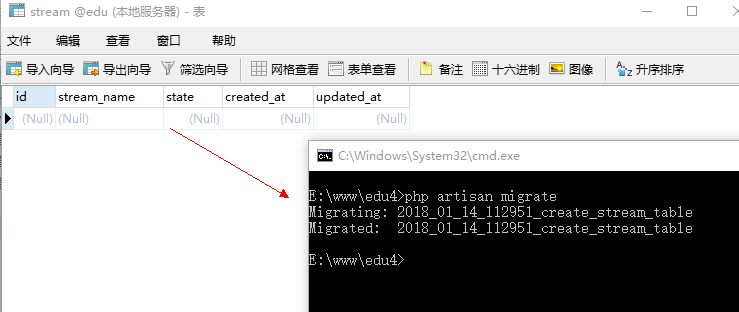 stream @edu (本地服务器) - 表
文件 编辑 查看 窗口 帮助
导入向导 导出向导 筛选向导 网格查看 表单查看 备注 十六进制 图像 升序排序
id stream_name state created_at updated_at
(Null) (Null) (Null) (Null) (Null)
C:\Windows\System32\cmd.exe
E:\www\edu4>php artisan migrate
Migrating: 2018_01_14_112951_create_stream_table
Migrated:  2018_01_14_112951_create_stream_table
E:\www\edu4>